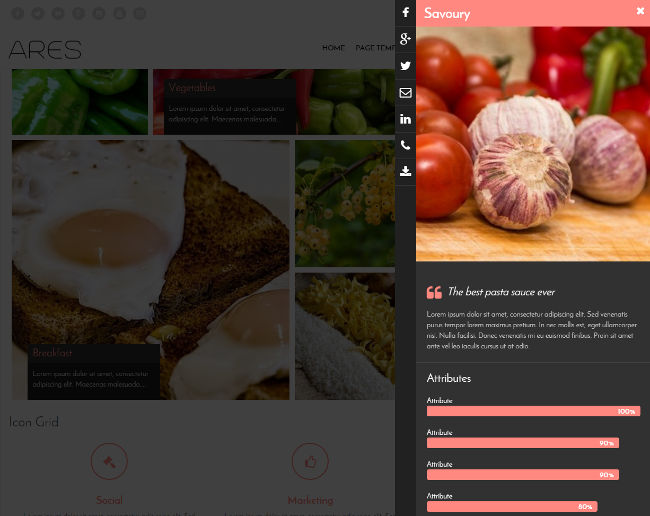 ARES
HOME PAGE TEM
Vegetables
Lorem ipsum dolor sit amet, consectetur
adipiscing elit. Maecenas malesuada...
Breakfast
Lorem ipsum dolor sit amet, consectetur
adipiscing elit. Maecenas malesuada...
Icon Grid
Social
Marketing
Savoury
The best pasta sauce ever
Lorem ipsum dolor sit amet, consectetur adipiscing elit. Sed venenatis
purus tempor lorem maximus pretium. In nec mollis est, eget ullamcorper
nisi. Nulla facilisi. Donec venenatis mi eu euismod finibus. Proin sit amet
ante vel leo iaculis cursus ut at odio.
Attributes
Attribute
100%
Attribute
90%
Attribute
90%
Attribute
80%